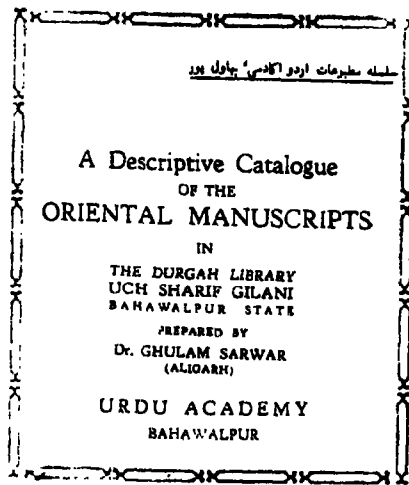 سلسله مطبوعات اردو اکادمی، بہاول پور
A Descriptive Catalogue
OF THE
ORIENTAL MANUSCRIPTS
IN
THE DURGAH LIBRARY
UCH SHARIF GILANI
BAHAWALPUR STATE
PREPARED BY
Dr. GHULAM SARWAR
(ALIGARH)
URDU ACADEMY
BAHAWALPUR